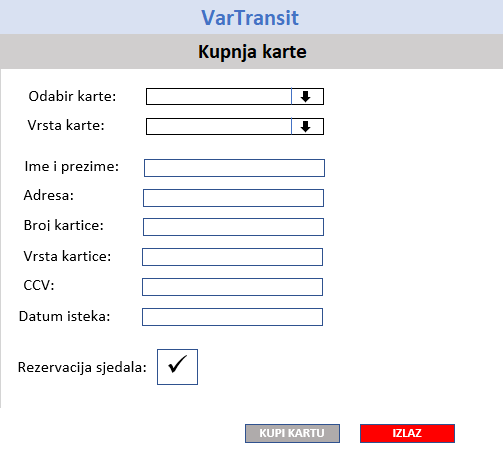 VarTransit
Kupnja karte
Odabir karte:
Vrsta karte:
Ime i prezime:
Adresa:
Broj kartice:
Vrsta kartice:
CCV:
Datum isteka:
Rezervacija sjedala:
KUPI KARTU
IZLAZ